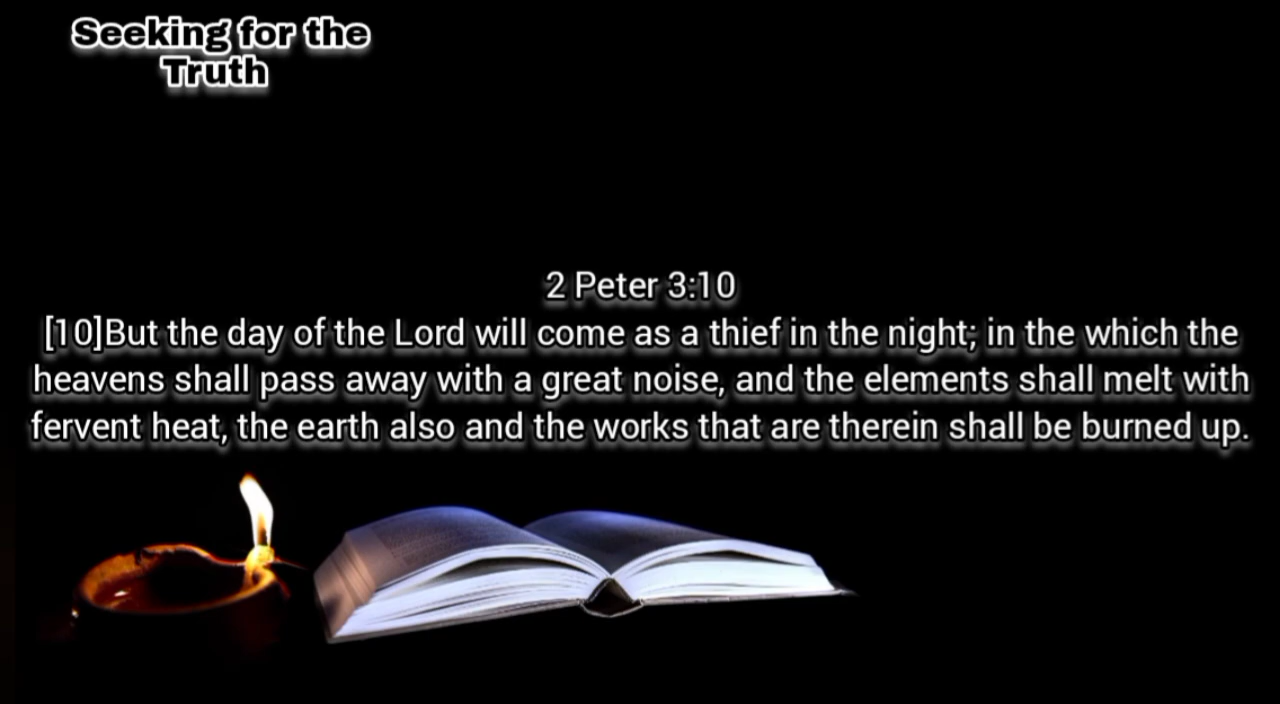 Seeking for the
Truth
2 Peter 3:10
[10]But the day of the Lord will come as a thief in the night; in the which the
heavens shall pass away with a great noise, and the elements shall melt with
fervent heat, the earth also and the works that are therein shall be burned up.